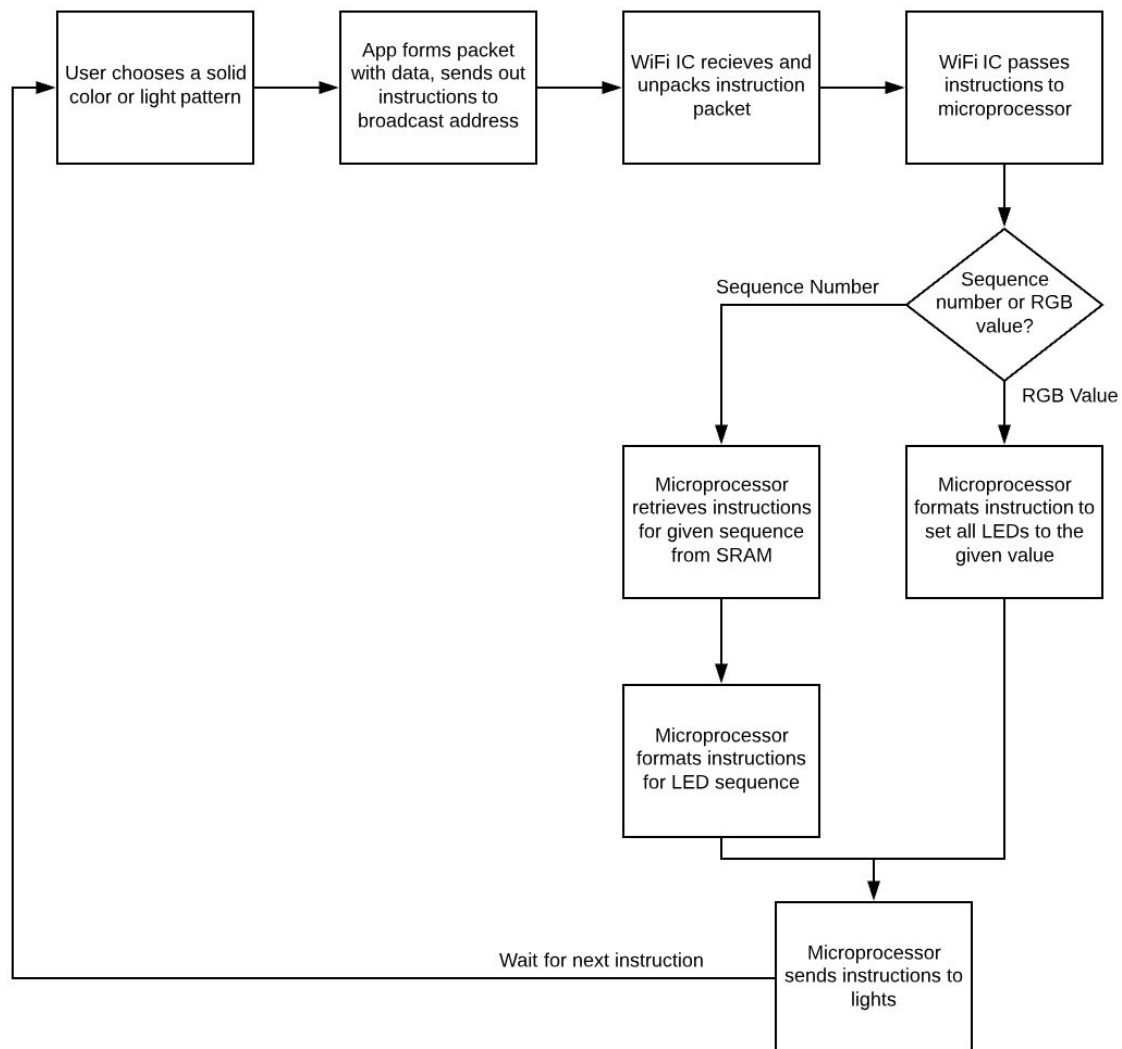 User chooses a solid
color or light pattern
App forms packet
with data, sends out
instructions to
broadcast address
WiFi IC recieves and
unpacks instruction
packet
WiFi IC passes
instructions to
microprocessor
Sequence
number or RGB
value?
Sequence Number
RGB Value
Microprocessor
retrieves instructions
for given sequence
from SRAM
Microprocessor
formats instruction to
set all LEDs to the
given value
Microprocessor
formats instructions
for LED sequence
Microprocessor
sends instructions to
lights
Wait for next instruction